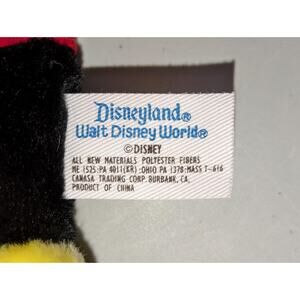 Disneyland®
Walt Disney World®
©DISNEY
ALL NEW MATERIALS POLYESTER FIBERS
ME 1525:PA 4011(KR):OHIO PA 1378:MASS T-616
CANASA TRADING CORP. BURBANK, CA.
PRODUCT OF CHINA